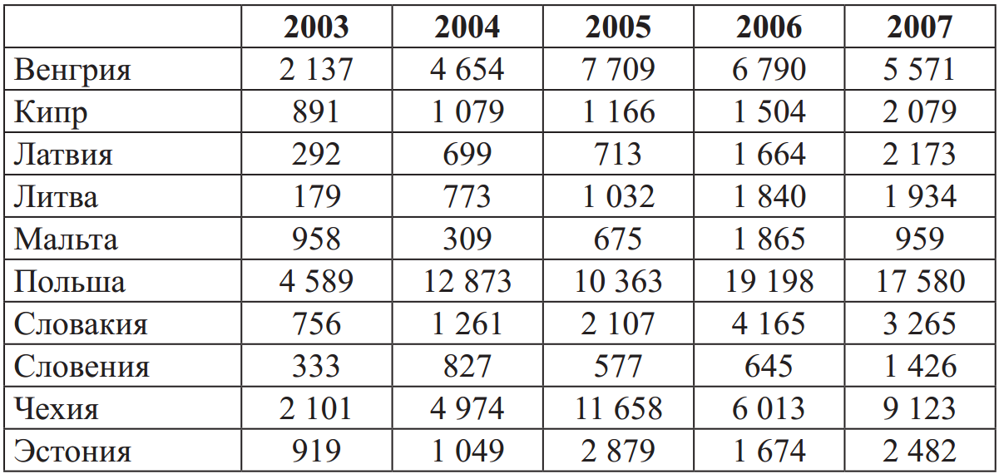 2003 2004 2005 2006 2007
Венгрия 2 137 4 654 7 709 6 790 5 571
Кипр 891 1 079 1 166 1 504 2 079
Латвия 292 699 713 1 664 2 173
Литва 179 773 1 032 1 840 1 934
Мальта 958 309 675 1 865 959
Польша 4 589 12 873 10 363 19 198 17 580
Словакия 756 1 261 2 107 4 165 3 265
Словения 333 827 577 645 1 426
Чехия 2 101 4 974 11 658 6 013 9 123
Эстония 919 1 049 2 879 1 674 2 482